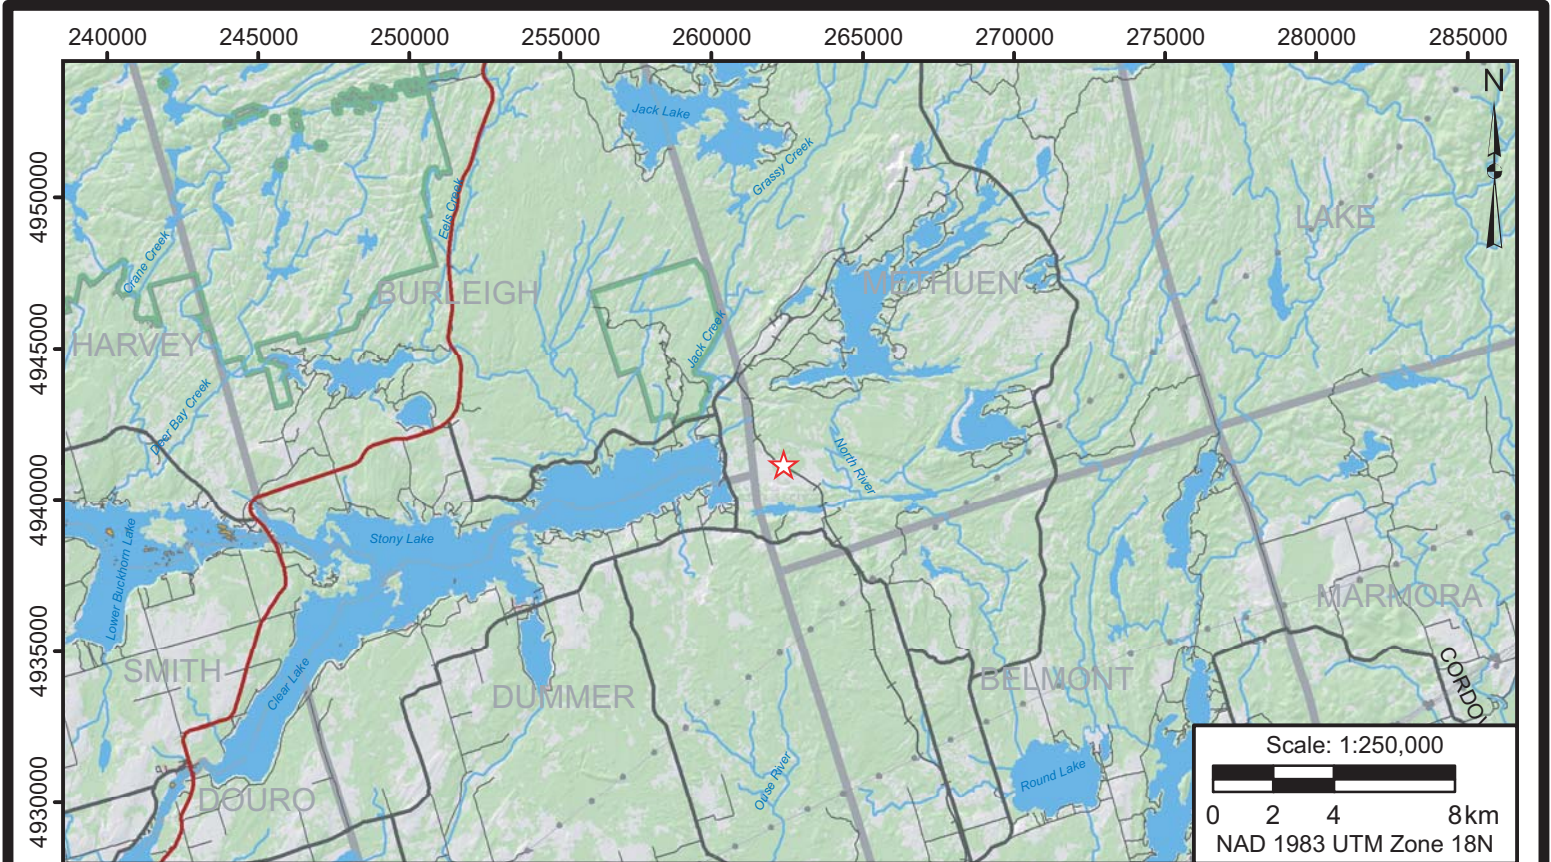 240000 245000 250000 255000 260000 265000 270000 275000 280000 285000
N
Jack Lake
Grassy Creek
4950000
Eels Creek
LAKE
Crane Creek
METHUEN
BURLEIGH
HARVEY
4945000
Jack Creek
Deer Bay Creek
North River
4940000
Stony Lake
Lower Buckhorn Lake
MARMORA
4935000
SMITH
Clear Lake
DUMMER
BELMONT
CORDO
Ouse River
Round Lake
4930000
DOURO
Scale: 1:250,000
0 2 4 8 km
NAD 1983 UTM Zone 18N